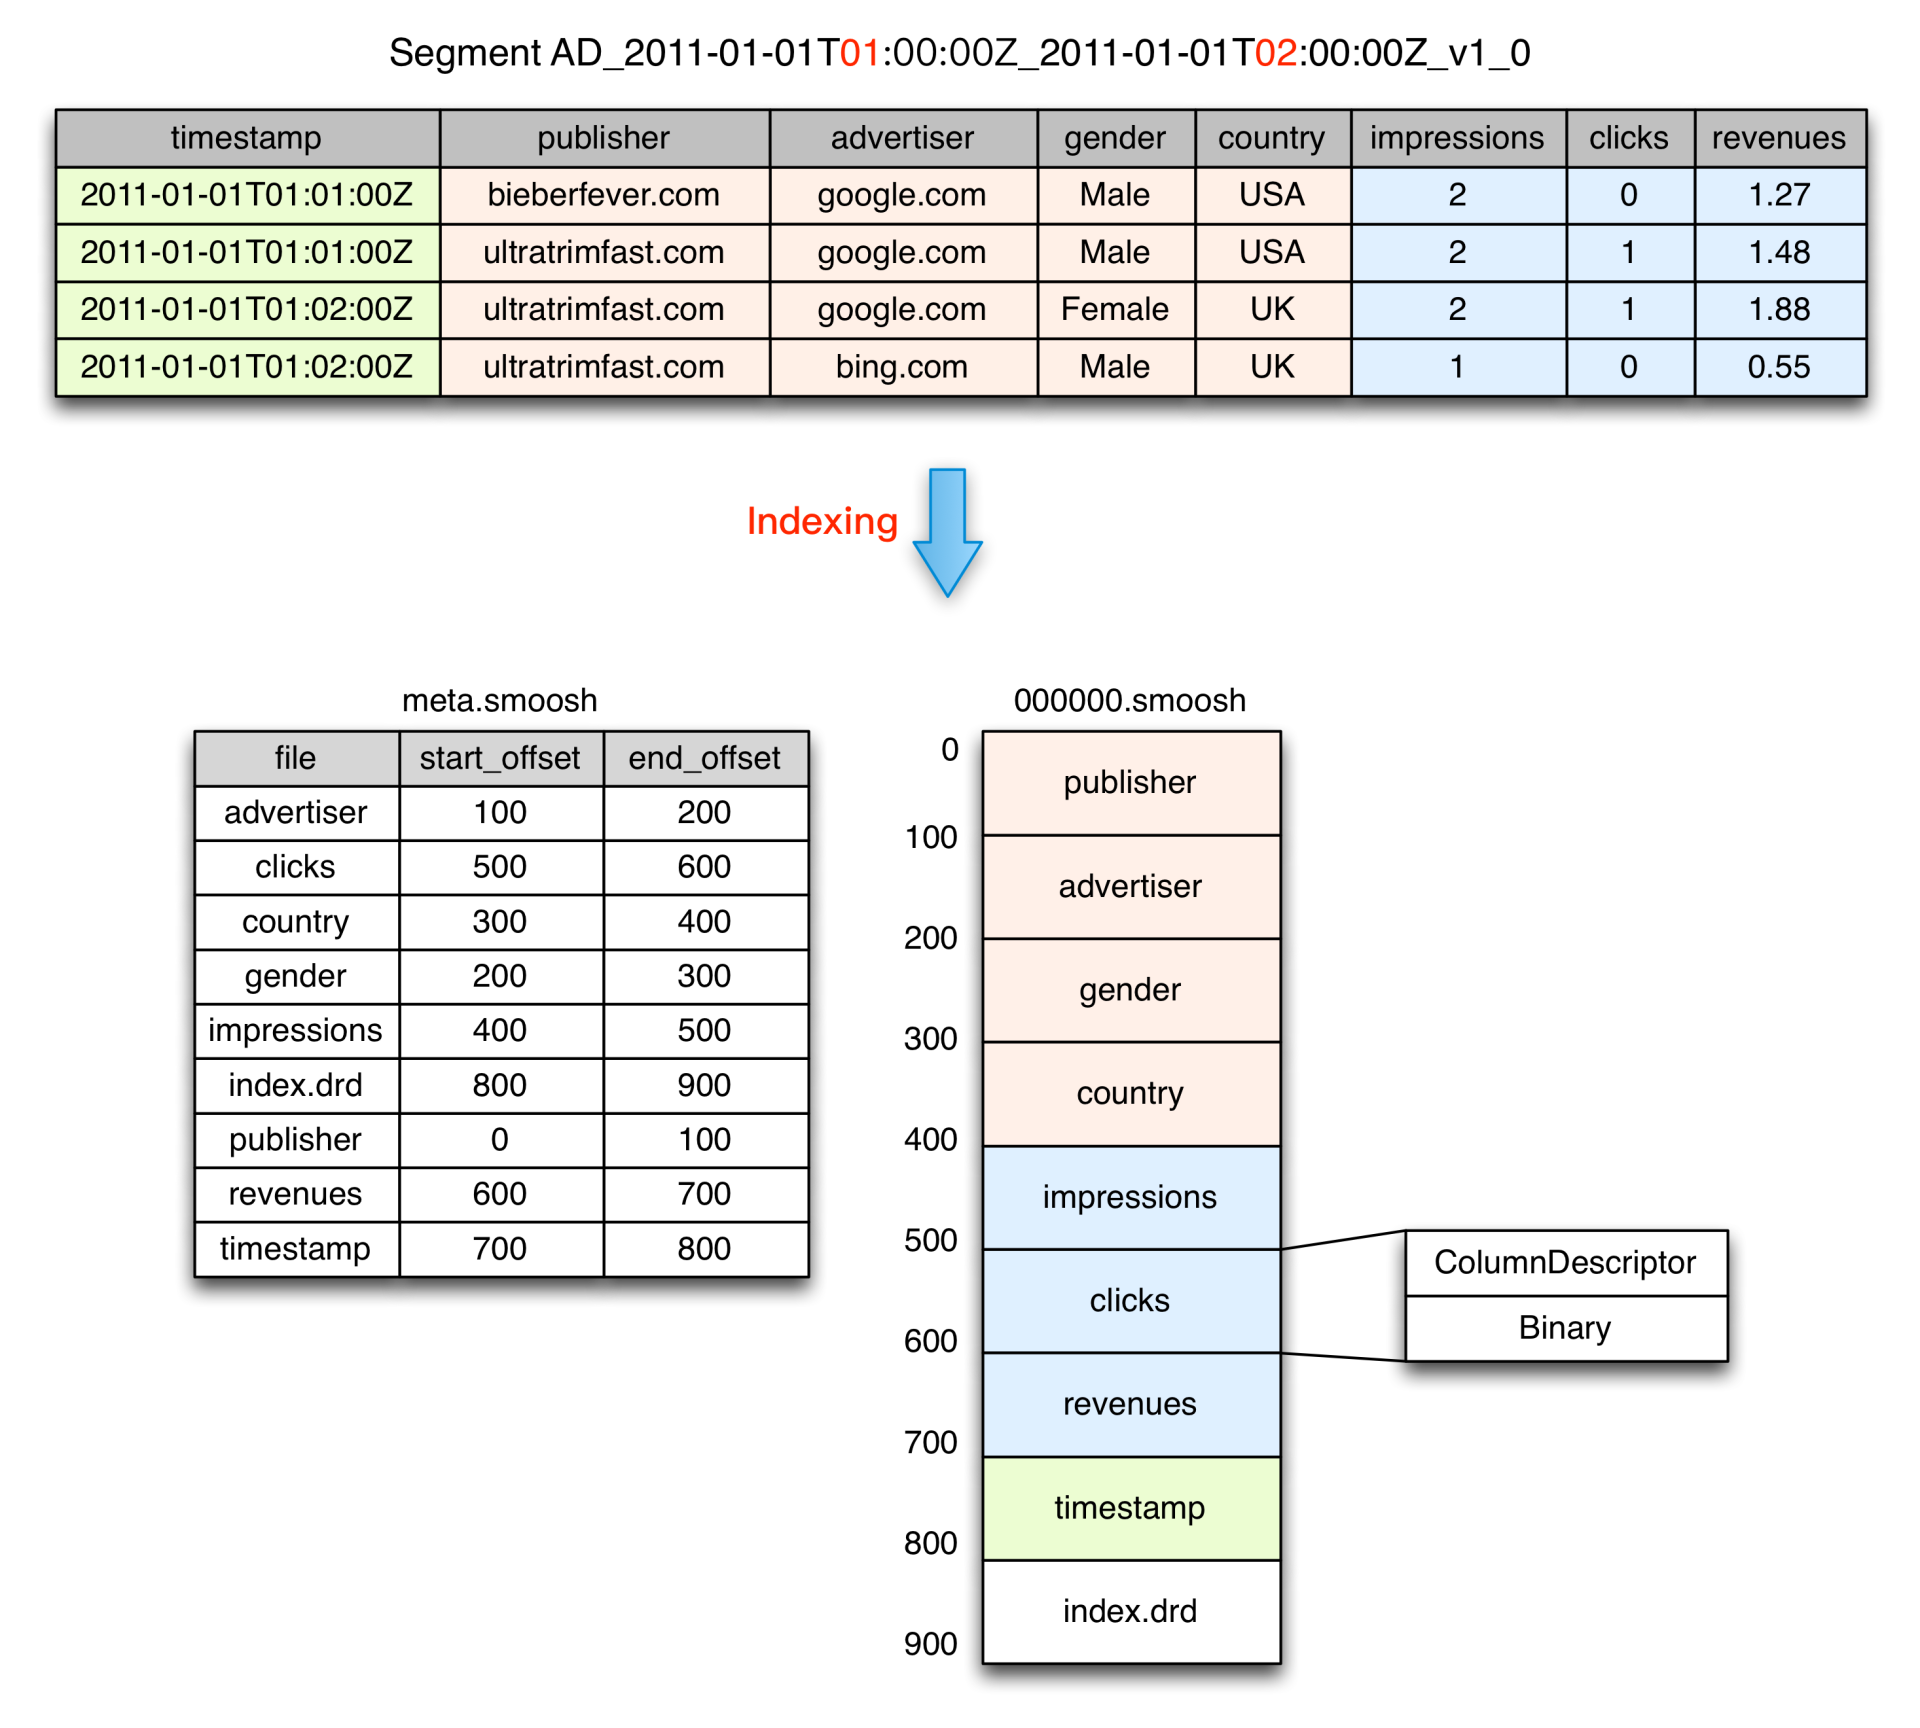 Segment AD_2011-01-01T01:00:00Z_2011-01-01T02:00:00Z_v1_0
timestamp publisher advertiser gender country impressions clicks revenues
2011-01-01T01:01:00Z bieberfever.com google.com Male USA 2 0 1.27
2011-01-01T01:01:00Z ultratrimfast.com google.com Male USA 2 1 1.48
2011-01-01T01:02:00Z ultratrimfast.com google.com Female UK 2 1 1.88
2011-01-01T01:02:00Z ultratrimfast.com bing.com Male UK 1 0 0.55
Indexing
meta.smoosh
file start_offset end_offset
advertiser 100 200
clicks 500 600
country 300 400
gender 200 300
impressions 400 500
index.drd 800 900
publisher 0 100
revenues 600 700
timestamp 700 800
000000.smoosh
0
publisher
100
advertiser
200
gender
300
country
400
impressions
500
clicks
600
revenues
700
timestamp
800
index.drd
900
ColumnDescriptor
Binary